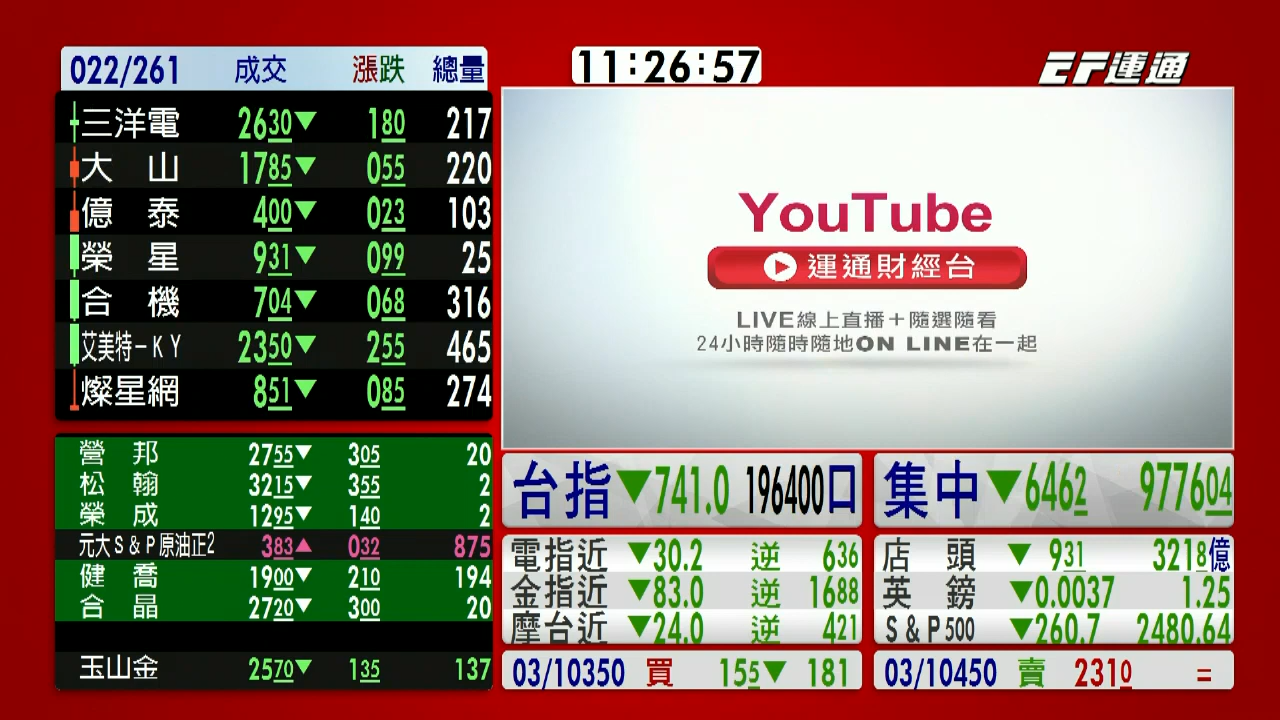 022/261 成交 漲跌 總量
三洋電 2630▼ 180 217
大山 1785▼ 055 220
億泰 400▼ 023 103
榮星 931▼ 099 25
合機 704▼ 068 316
艾美特-KY 2350▼ 255 465
燦星網 851▼ 085 274
營邦 2755▼ 305 20
松翰 3215▼ 355 2
榮成 1295▼ 140 2
元大S&P原油正2 383▲ 032 875
健喬 1900▼ 210 194
合晶 2720▼ 300 20
玉山金 2570▼ 135 137
11:26:57
EF運通
YouTube
運通財經台
LIVE線上直播+隨選隨看
24小時隨時隨地ON LINE在一起
台指▼741.0 196400口
集中▼6462 977604
電指近▼30.2 逆 636
金指近▼83.0 逆 1688
摩台近▼24.0 逆 421
店頭▼931 3218億
英鎊▼0.0037 1.25
S&P500▼260.7 2480.64
03/10350 買 155▼ 181
03/10450 賣 2310 =